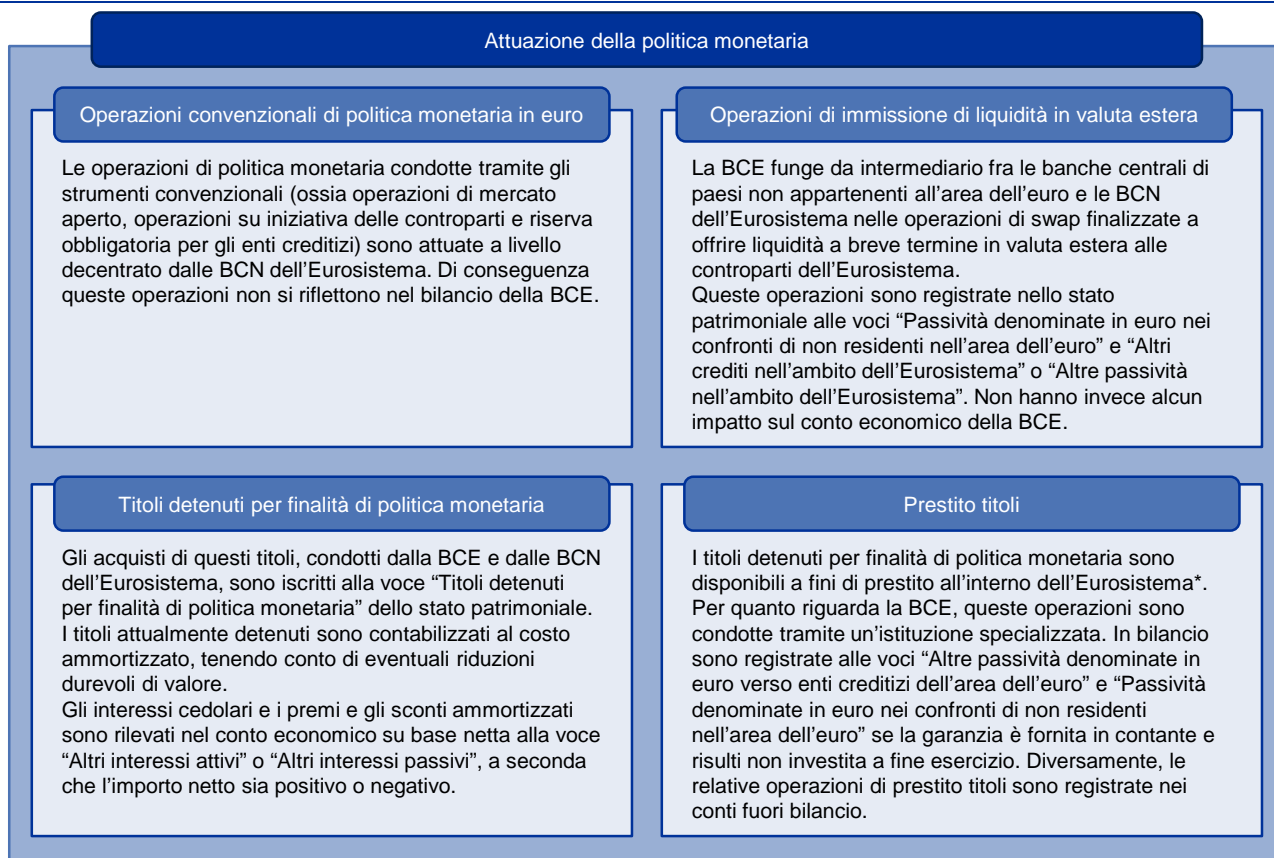 Attuazione della politica monetaria
Operazioni convenzionali di politica monetaria in euro
Le operazioni di politica monetaria condotte tramite gli
strumenti convenzionali (ossia operazioni di mercato
aperto, operazioni su iniziativa delle controparti e riserva
obbligatoria per gli enti creditizi) sono attuate a livello
decentrato dalle BCN dell’Eurosistema. Di conseguenza
queste operazioni non si riflettono nel bilancio della BCE.
Operazioni di immissione di liquidità in valuta estera
La BCE funge da intermediario fra le banche centrali di
paesi non appartenenti all’area dell’euro e le BCN
dell’Eurosistema nelle operazioni di swap finalizzate a
offrire liquidità a breve termine in valuta estera alle
controparti dell’Eurosistema.
Queste operazioni sono registrate nello stato
patrimoniale alle voci “Passività denominate in euro nei
confronti di non residenti nell’area dell’euro” e “Altri
crediti nell’ambito dell’Eurosistema” o “Altre passività
nell’ambito dell’Eurosistema”. Non hanno invece alcun
impatto sul conto economico della BCE.
Titoli detenuti per finalità di politica monetaria
Gli acquisti di questi titoli, condotti dalla BCE e dalle BCN
dell’Eurosistema, sono iscritti alla voce “Titoli detenuti
per finalità di politica monetaria” dello stato patrimoniale.
I titoli attualmente detenuti sono contabilizzati al costo
ammortizzato, tenendo conto di eventuali riduzioni
durevoli di valore.
Gli interessi cedolari e i premi e gli sconti ammortizzati
sono rilevati nel conto economico su base netta alla voce
“Altri interessi attivi” o “Altri interessi passivi”, a seconda
che l’importo netto sia positivo o negativo.
Prestito titoli
I titoli detenuti per finalità di politica monetaria sono
disponibili a fini di prestito all’interno dell’Eurosistema*.
Per quanto riguarda la BCE, queste operazioni sono
condotte tramite un’istituzione specializzata. In bilancio
sono registrate alle voci “Altre passività denominate in
euro verso enti creditizi dell’area dell’euro” e “Passività
denominate in euro nei confronti di non residenti
nell’area dell’euro” se la garanzia è fornita in contante e
risulti non investita a fine esercizio. Diversamente, le
relative operazioni di prestito titoli sono registrate nei
conti fuori bilancio.